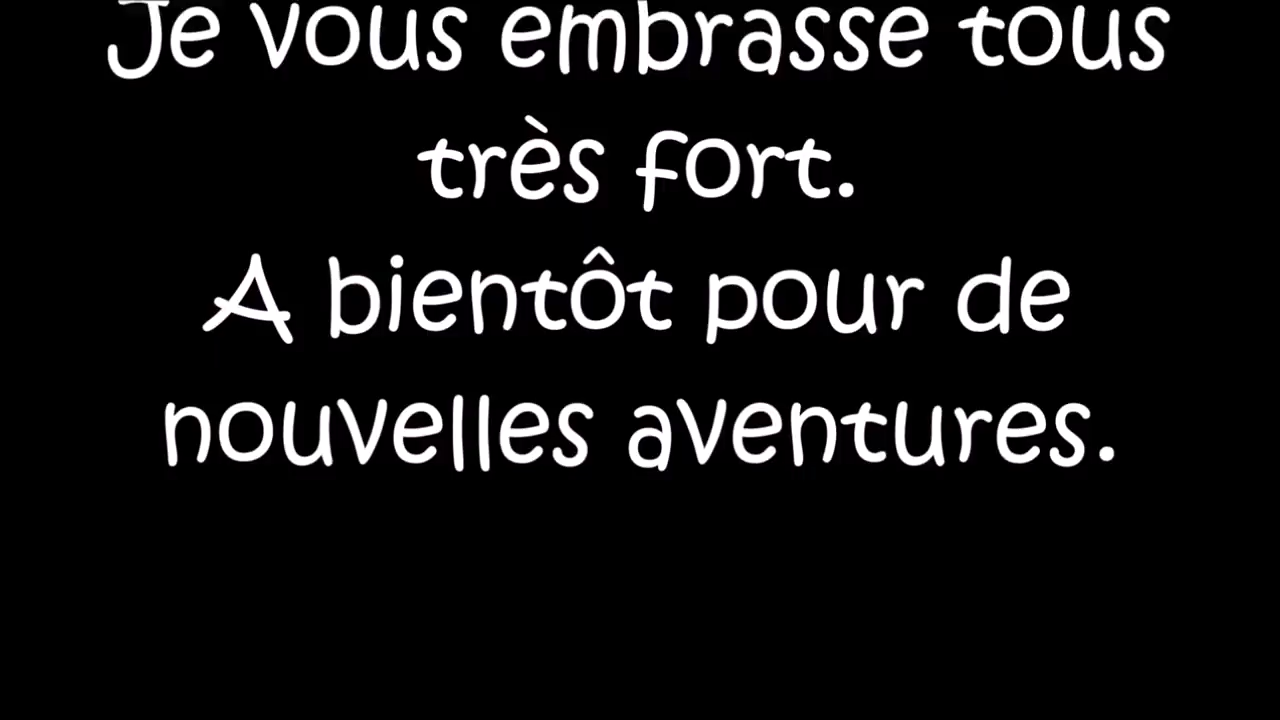 Je vous embrasse tous
très fort.
A bientôt pour de
nouvelles aventures.